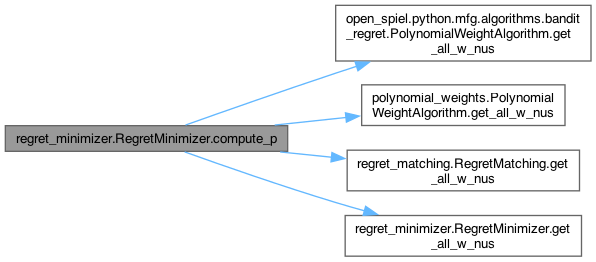 open_spiel.python.mfg.algorithms.bandit
_regret.PolynomialWeightAlgorithm.get
_all_w_nus
polynomial_weights.Polynomial
WeightAlgorithm.get_all_w_nus
regret_minimizer.RegretMinimizer.compute_p
regret_matching.RegretMatching.get
_all_w_nus
regret_minimizer.RegretMinimizer.get
_all_w_nus